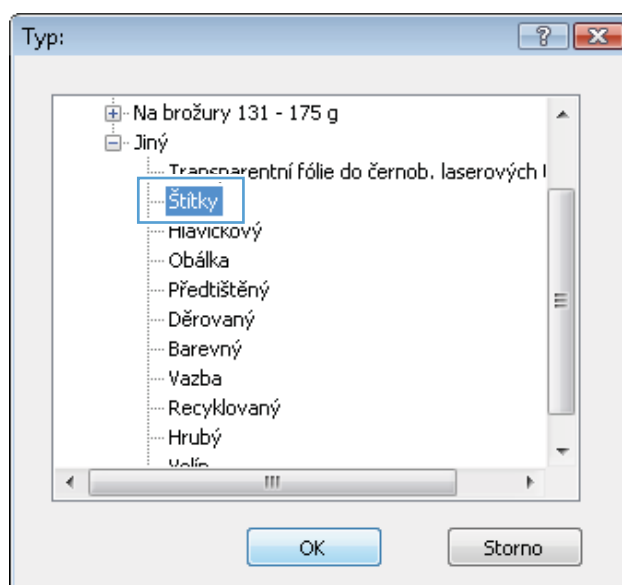 Typ:
Na brožury 131 - 175 g
Jiný
Transparentní fólie do černob. laserových
Štítky
Hlavičkový
Obálka
Předtištěný
Děrovaný
Barevný
Vazba
Recyklovaný
Hrubý
Velín
OK
Storno